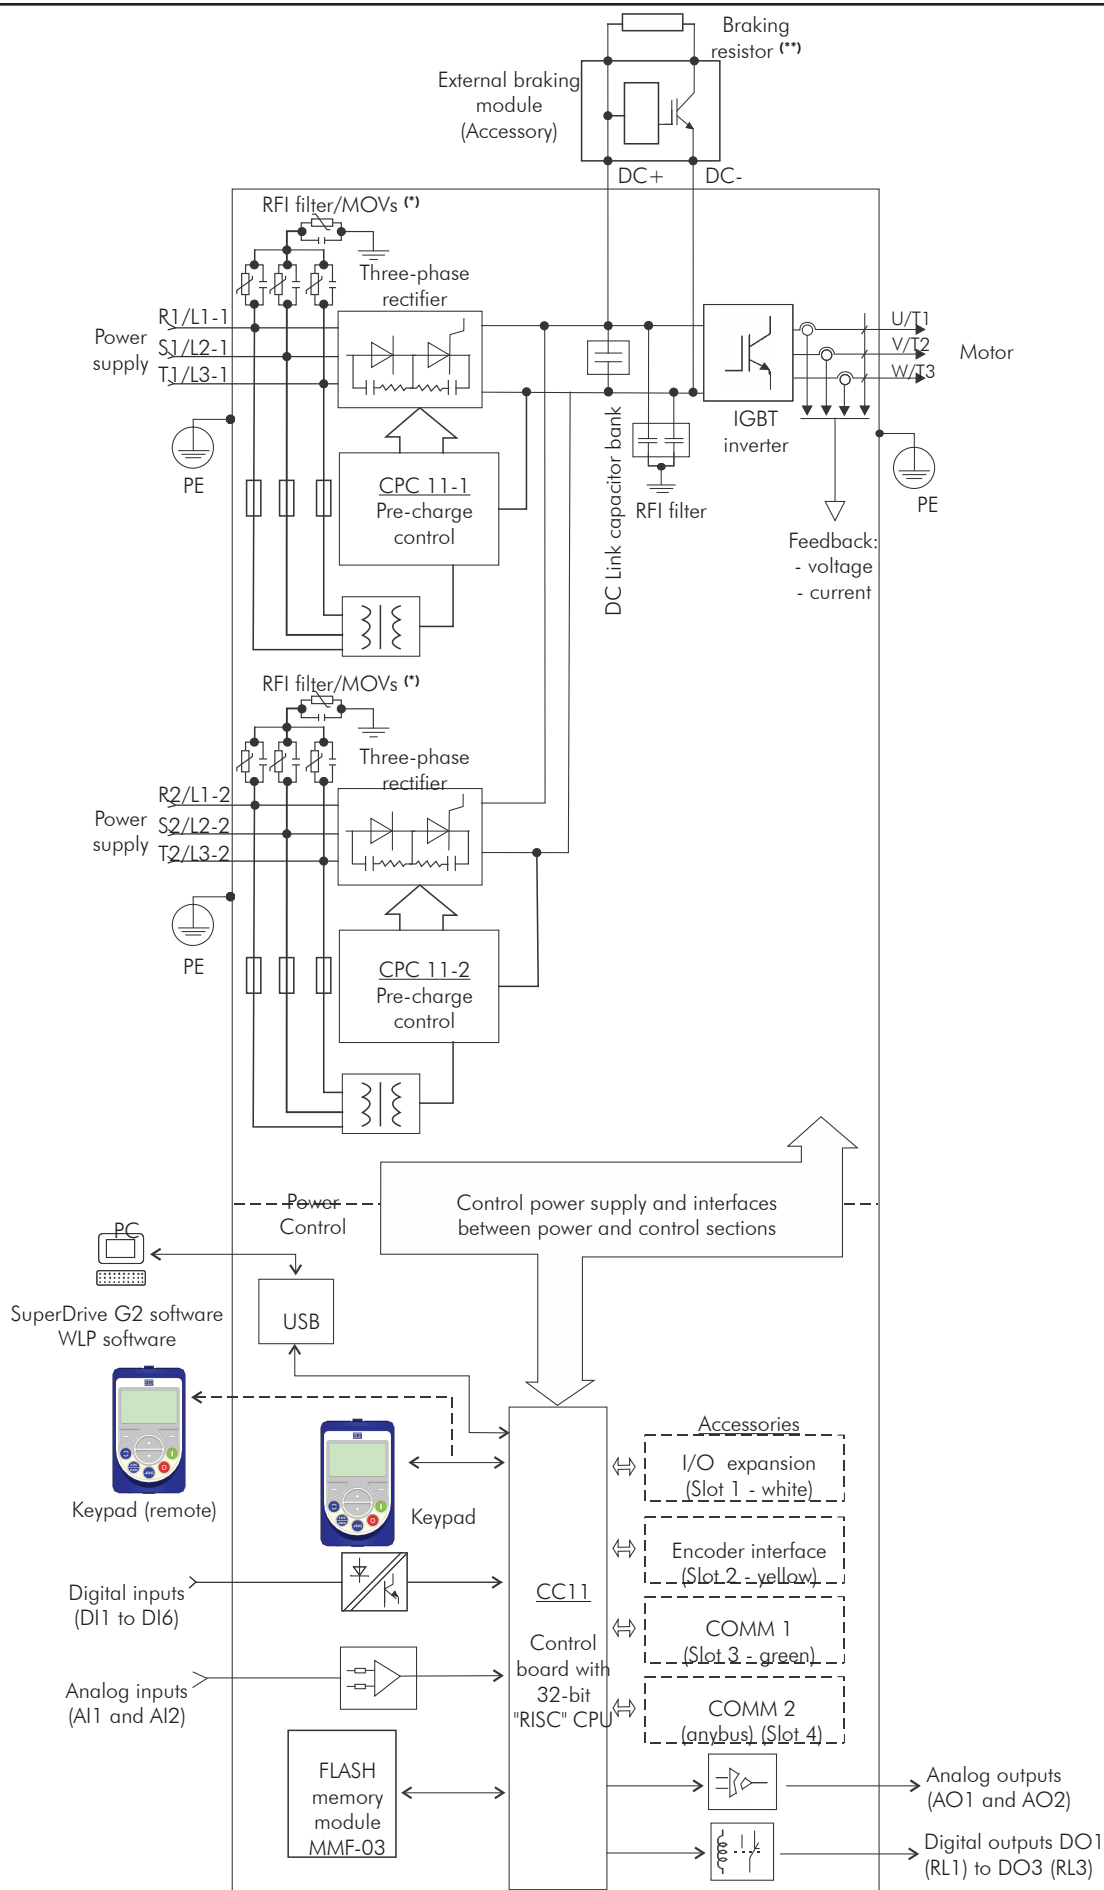 Braking
resistor (**)
External braking
module
(Accessory)
DC+
DC-
RFI filter/MOVs (*)
Three-phase
rectifier
R1/L1-1
S1/L2-1
T1/L3-1
Power
supply
U/T1
V/T2
W/T3
Motor
IGBT
inverter
PE
CPC 11-1
Pre-charge
control
DC Link capacitor bank
RFI filter
PE
Feedback:
- voltage
- current
RFI filter/MOVs (*)
Three-phase
rectifier
R2/L1-2
S2/L2-2
T2/L3-2
Power
supply
PE
CPC 11-2
Pre-charge
control
Power
Control
Control power supply and interfaces
between power and control sections
PC
SuperDrive G2 software
WLP software
USB
Keypad (remote)
Keypad
Accessories
I/O expansion
(Slot 1 - white)
Encoder interface
(Slot 2 - yellow)
COMM 1
(Slot 3 - green)
COMM 2
(anybus) (Slot 4)
CC11
Control
board with
32-bit
"RISC" CPU
Digital inputs
(DI1 to DI6)
Analog inputs
(AI1 and AI2)
FLASH
memory
module
MMF-03
Analog outputs
(AO1 and AO2)
Digital outputs DO1
(RL1) to DO3 (RL3)